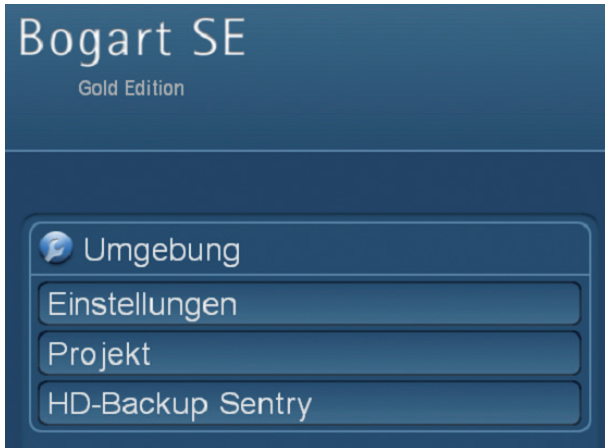 Bogart SE
Gold Edition
Umgebung
Einstellungen
Projekt
HD-Backup Sentry